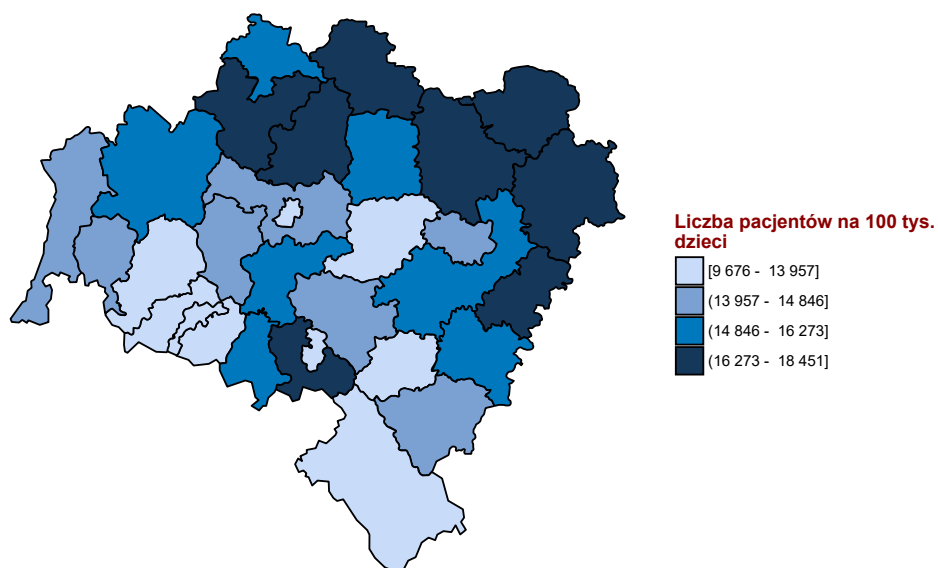 Liczba pacjentów na 100 tys.
dzieci
[9 676 - 13 957]
(13 957 - 14 846]
(14 846 - 16 273]
(16 273 - 18 451]